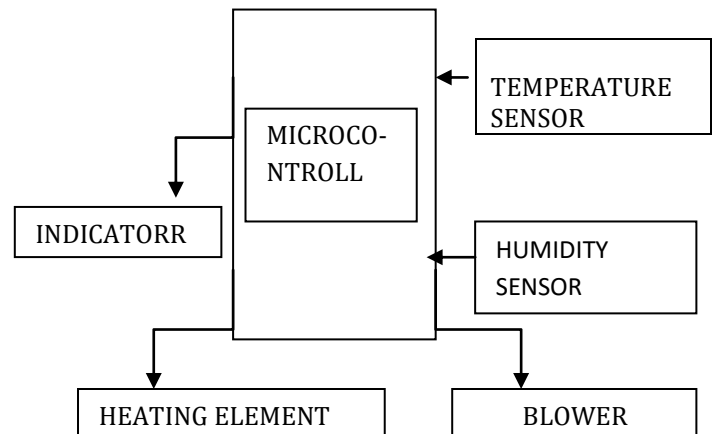 TEMPERATURE
SENSOR
MICROCO-
NTROLL
INDICATORR
HUMIDITY
SENSOR
HEATING ELEMENT
BLOWER